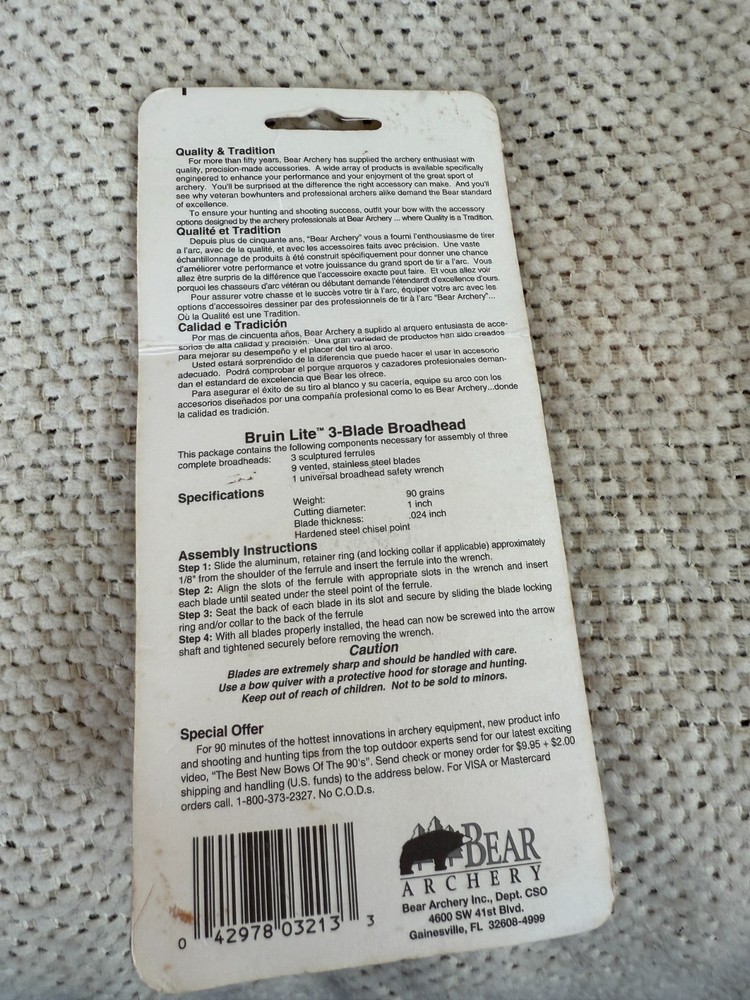 Quality & Tradition
For more than fifty years, Bear Archery has supplied the archery enthusiast with
quality, precision-made accessories. A wide array of products is available specifically
engineered to enhance your performance and your enjoyment of the great sport of
archery. You'll be surprised at the difference the right accessory can make. And you'll
see why veteran bowhunters and professional archers alike demand the Bear standard
of excellence.
To ensure your hunting and shooting success, outfit your bow with the accessory
options designed by the archery professionals at Bear Archery ... where Quality is a Tradition.
Qualité et Tradition
Depuis plus de cinquante ans, "Bear Archery" vous a fourni l'enthousiasme de tirer
a l'arc, avec de la qualité, et avec les accessoires faits avec précision. Une vaste
échantillonnage de produits à été construit spécifiquement pour donner une chance
d'améliorer votre performance et votre jouissance du grand sport de tir a l'arc. Vous
allez être surpris de la différence que l'accessoire exacte peut faire. Et vous allez voir
porquoi les chasseurs d'arc vétéran ou débutant demande l'étendartt d'excellence d'ours.
Pour assurer votre chasse et le succès votre tir à l'arc, équiper votre arc avec les
options d'accessoires dessiner par des professionnels de tir à l'arc "Bear Archery"...
Où la Qualité est une Tradition.
Calidad e Tradición
Por mas de cincuenta años, Bear Archery a suplido al arquero entusiasta de acce-
sorios de alta calidad y precisión. Una gran variedad de productos han sido creados
para mejorar su desempeño y el placer del tiro al arco.
Usted estará sorprendido de la diferencia que puede hacer el usar in accesorio
adecuado. Podrá comprobar el porque arqueros y cazadores profesionales deman-
dan el estandard de excelencia que Bear les ofrece.
Para asegurar el éxito de su tiro al blanco y su caceria, equipe su arco con los
accesorios diseñados por una compañía profesional como lo es Bear Archery...donde
la calidad es tradición.
Bruin Lite™ 3-Blade Broadhead
This package contains the following components necessary for assembly of three
complete broadheads: 3 sculptured ferrules
9 vented, stainless steel blades
1 universal broadhead safety wrench
Specifications
Weight: 90 grains
Cutting diameter: 1 inch
Blade thickness: .024 inch
Hardened steel chisel point
Assembly Instructions
Step 1: Slide the aluminum, retainer ring (and locking collar if applicable) approximately
1/8" from the shoulder of the ferrule and insert the ferrule into the wrench.
Step 2: Align the slots of the ferrule with appropriate slots in the wrench and insert
each blade until seated under the steel point of the ferrule.
Step 3: Seat the back of each blade in its slot and secure by sliding the blade locking
ring and/or collar to the back of the ferrule
Step 4: With all blades properly installed, the head can now be screwed into the arrow
shaft and tightened securely before removing the wrench.
Caution
Blades are extremely sharp and should be handled with care.
Use a bow quiver with a protective hood for storage and hunting.
Keep out of reach of children. Not to be sold to minors.
Special Offer
For 90 minutes of the hottest innovations in archery equipment, new product info
and shooting and hunting tips from the top outdoor experts send for our latest exciting
video, "The Best New Bows Of The 90's". Send check or money order for $9.95 + $2.00
shipping and handling (U.S. funds) to the address below. For VISA or Mastercard
orders call. 1-800-373-2327. No C.O.D.s.
BEAR
ARCHERY
Bear Archery Inc., Dept. CSO
4600 SW 41st Blvd.
Gainesville, FL 32608-4999
0 42978 03213 3